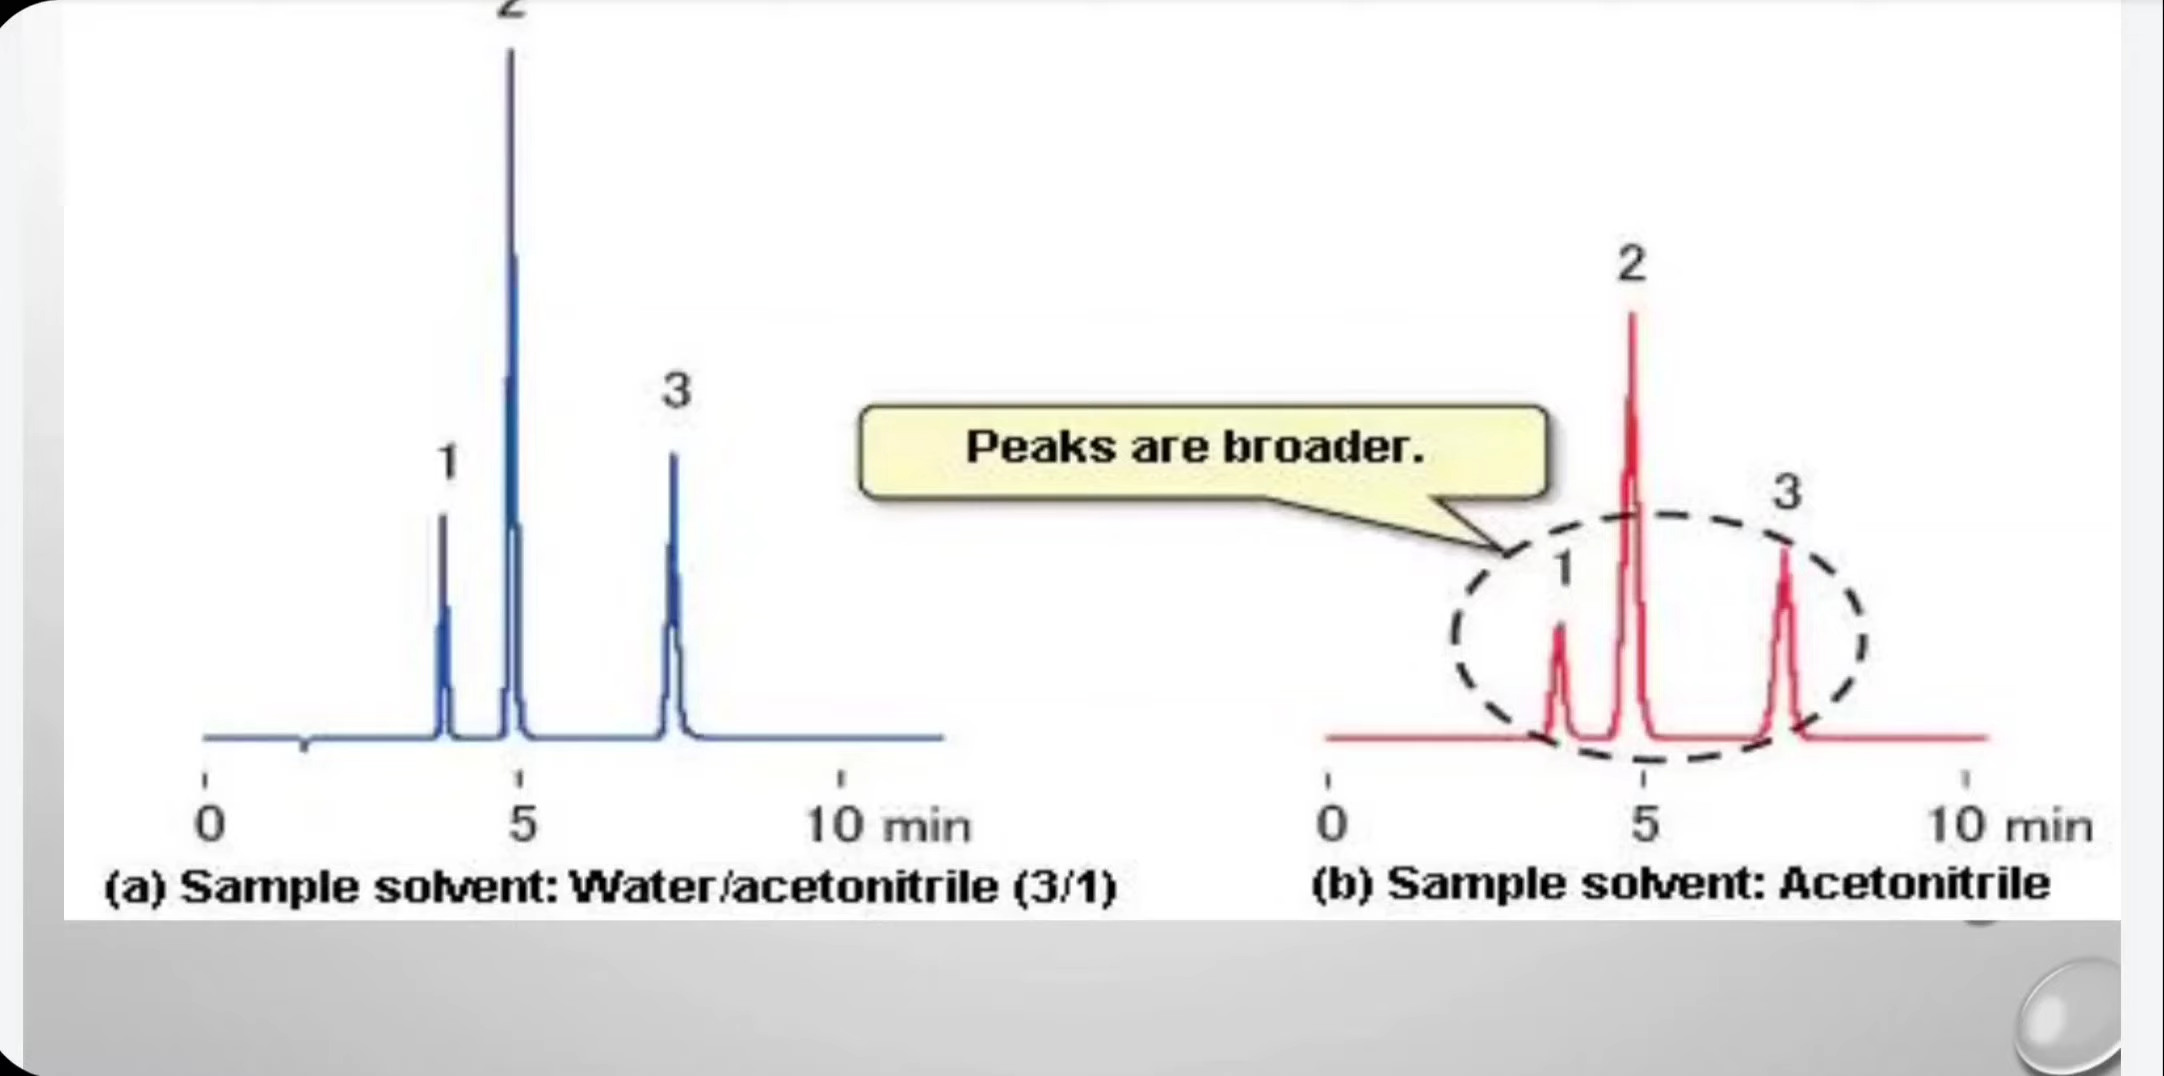 2
1
3
0
5
10 min
(a) Sample solvent: Water/acetonitrile (3/1)
Peaks are broader.
2
1
3
0
5
10 min
(b) Sample solvent: Acetonitrile